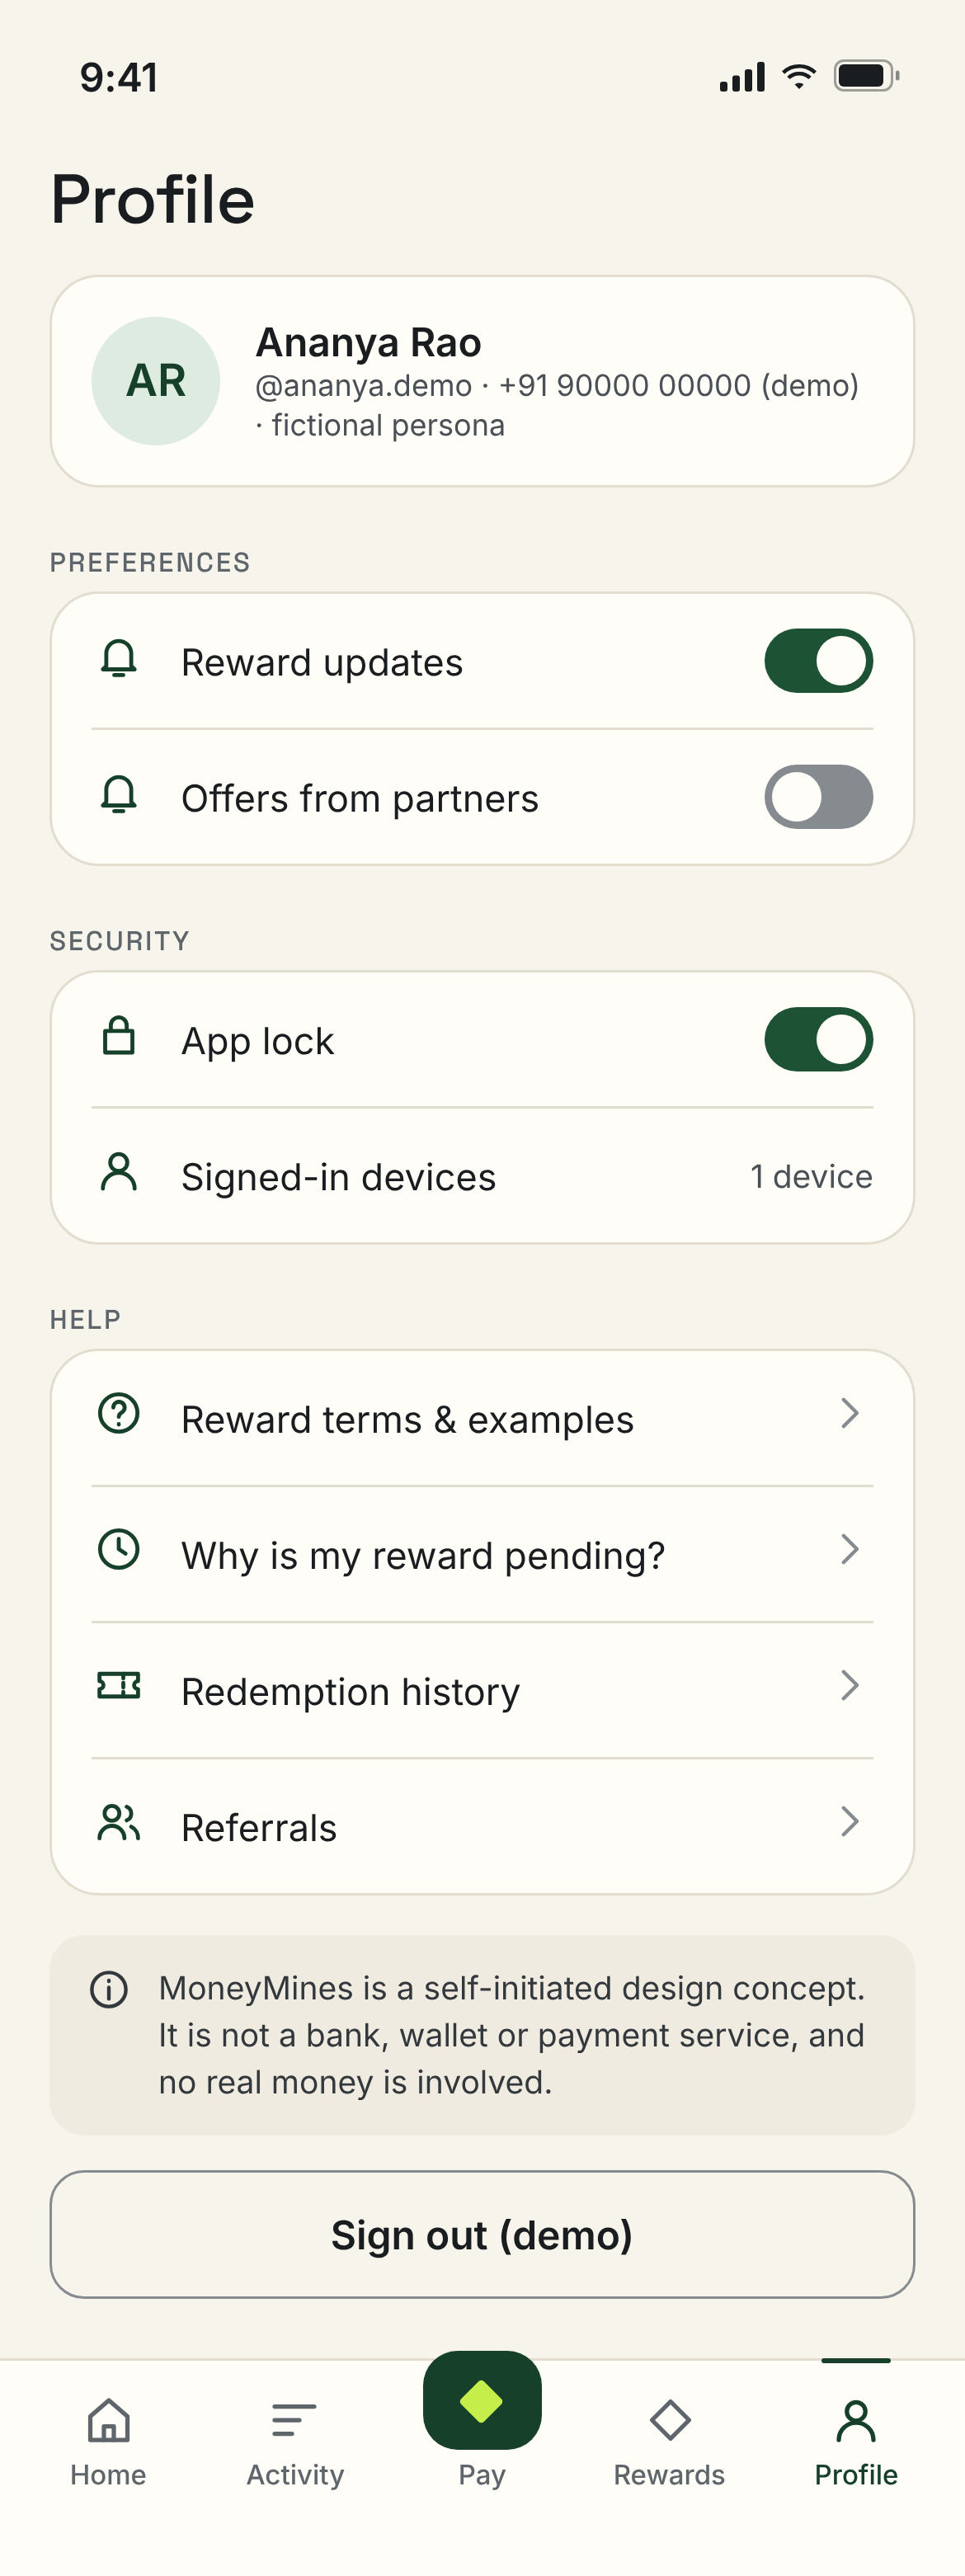 9:41
Profile
AR
Ananya Rao
@ananya.demo · +91 90000 00000 (demo)
· fictional persona
PREFERENCES
Reward updates
Offers from partners
SECURITY
App lock
Signed-in devices
1 device
HELP
Reward terms & examples
Why is my reward pending?
Redemption history
Referrals
MoneyMines is a self-initiated design concept.
It is not a bank, wallet or payment service, and
no real money is involved.
Sign out (demo)
Home
Activity
Pay
Rewards
Profile